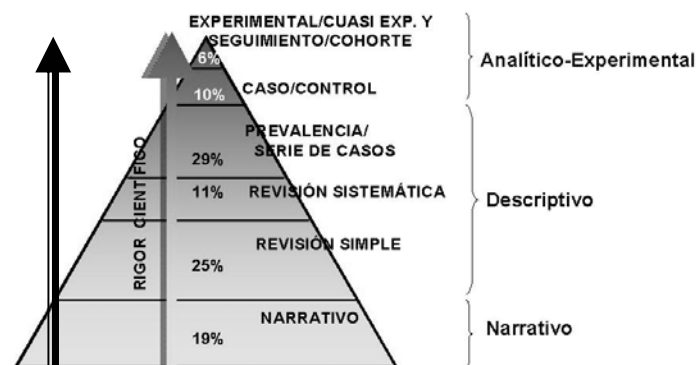 EXPERIMENTAL/CUASI EXP. Y
SEGUIMIENTO/COHORTE
6%
Analítico-Experimental
CASO/CONTROL
10%
PREVALENCIA/
SERIE DE CASOS
29%
11%
REVISIÓN SISTEMÁTICA
Descriptivo
RIGOR CIENTIFISO
REVISIÓN SIMPLE
25%
NARRATIVO
19%
Narrativo